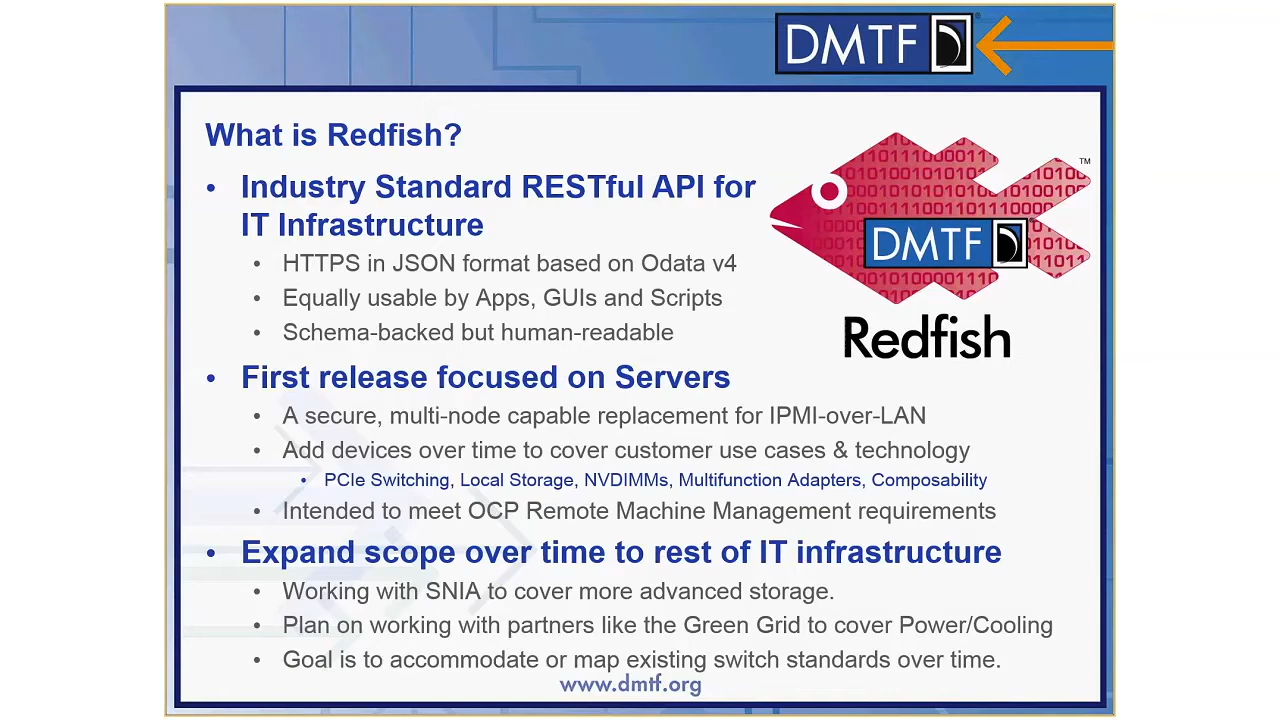 DMTF
What is Redfish?
• Industry Standard RESTful API for
IT Infrastructure
• HTTPS in JSON format based on Odata v4
• Equally usable by Apps, GUIs and Scripts
• Schema-backed but human-readable
DMTF
TM
Redfish
• First release focused on Servers
• A secure, multi-node capable replacement for IPMI-over-LAN
• Add devices over time to cover customer use cases & technology
• PCIe Switching, Local Storage, NVDIMMs, Multifunction Adapters, Composability
• Intended to meet OCP Remote Machine Management requirements
• Expand scope over time to rest of IT infrastructure
• Working with SNIA to cover more advanced storage.
• Plan on working with partners like the Green Grid to cover Power/Cooling
• Goal is to accommodate or map existing switch standards over time.
www.dmtf.org